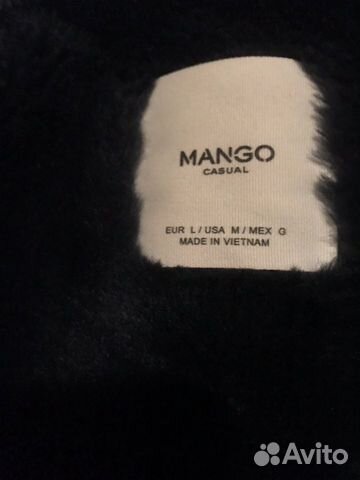 MANGO
CASUAL
EUR L / USA M / MEX G
MADE IN VIETNAM
Avito